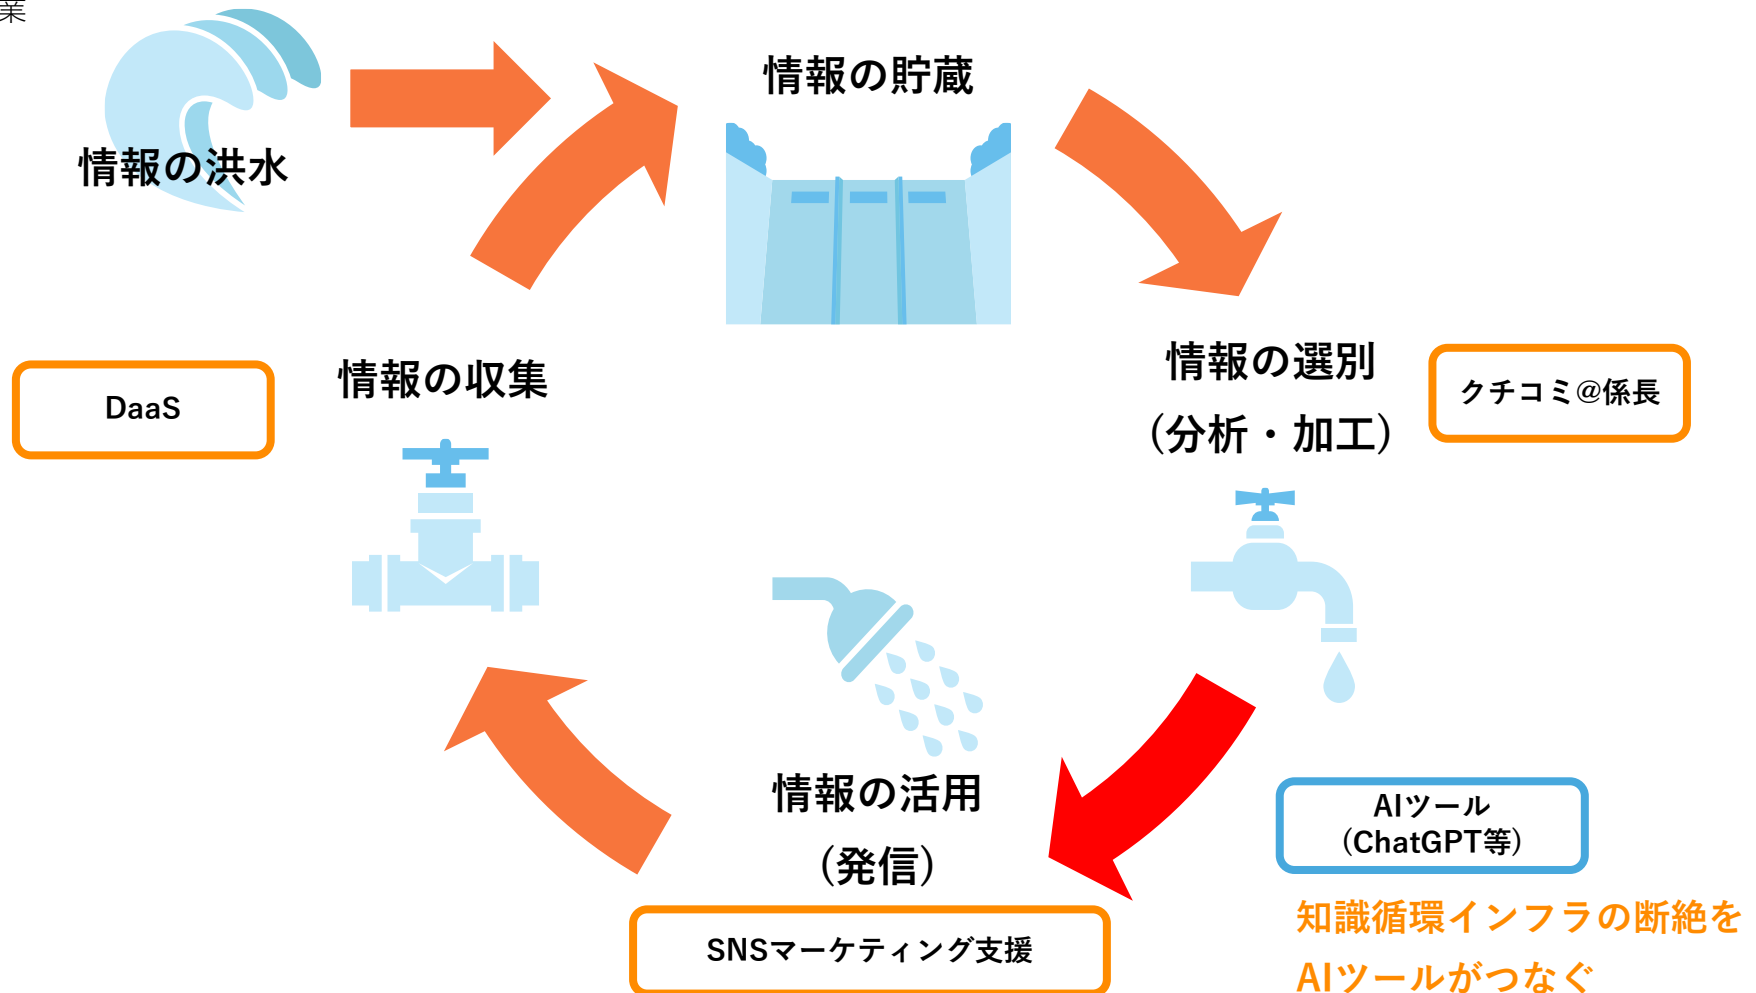 業
情報の洪水
情報の貯蔵
情報の収集
DaaS
情報の選別
（分析・加工）
クチコミ@係長
情報の活用
（発信）
SNSマーケティング支援
AIツール
（ChatGPT等）
知識循環インフラの断絶を
AIツールがつなぐ